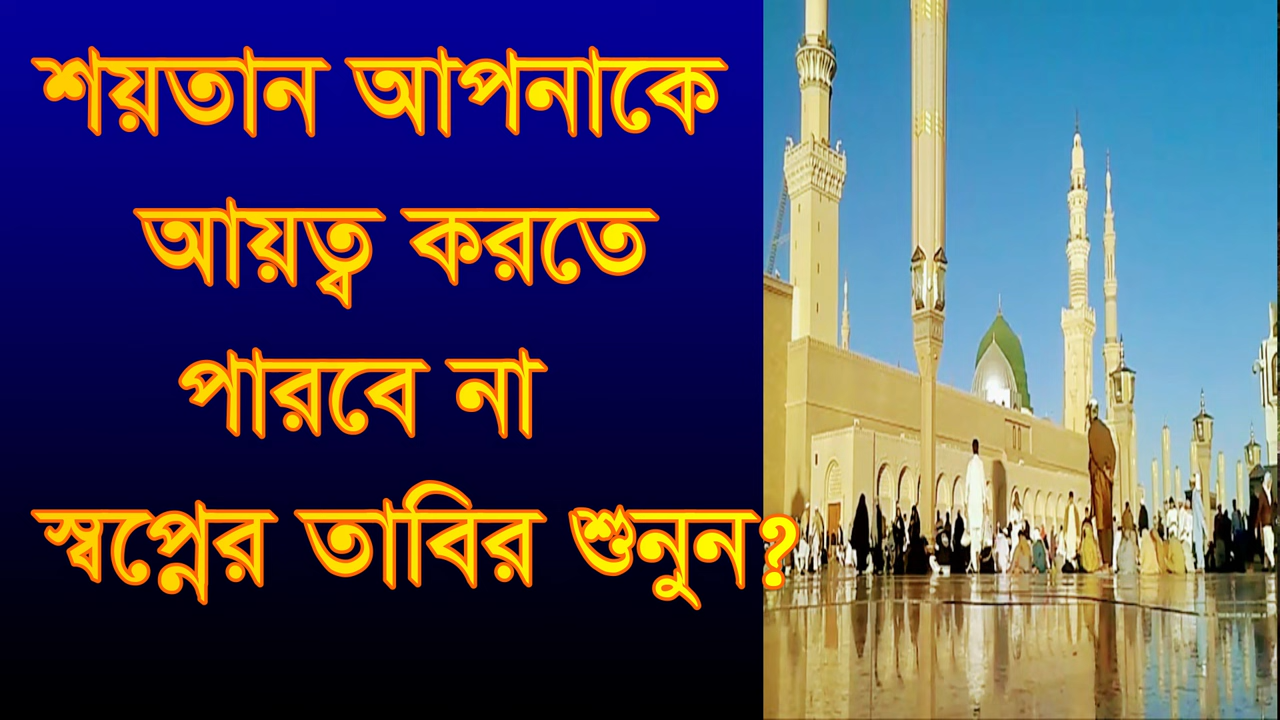 শয়তান আপনাকে
আয়ত্ব করতে
পারবে না
স্বপ্নের তাবির শুনুন?